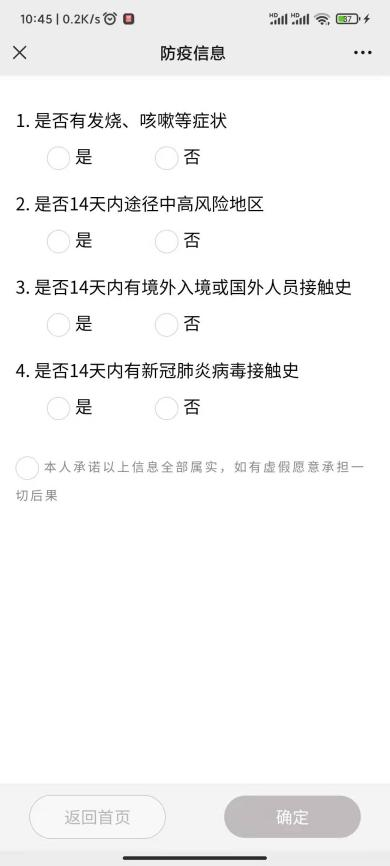 10:45 | 0.2K/s
HD HD 87
防疫信息
1. 是否有发烧、咳嗽等症状
是 否
2. 是否14天内途径中高风险地区
是 否
3. 是否14天内有境外入境或国外人员接触史
是 否
4. 是否14天内有新冠肺炎病毒接触史
是 否
本人承诺以上信息全部属实，如有虚假愿意承担一
切后果
返回首页 确定